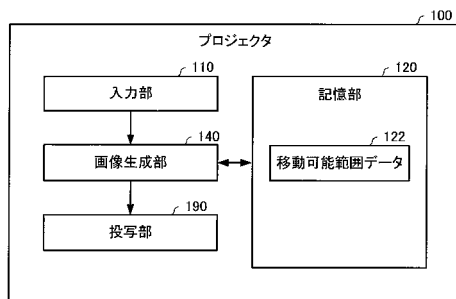 100
プロジェクタ
110
入力部
120
記憶部
140
画像生成部
122
移動可能範囲データ
190
投写部